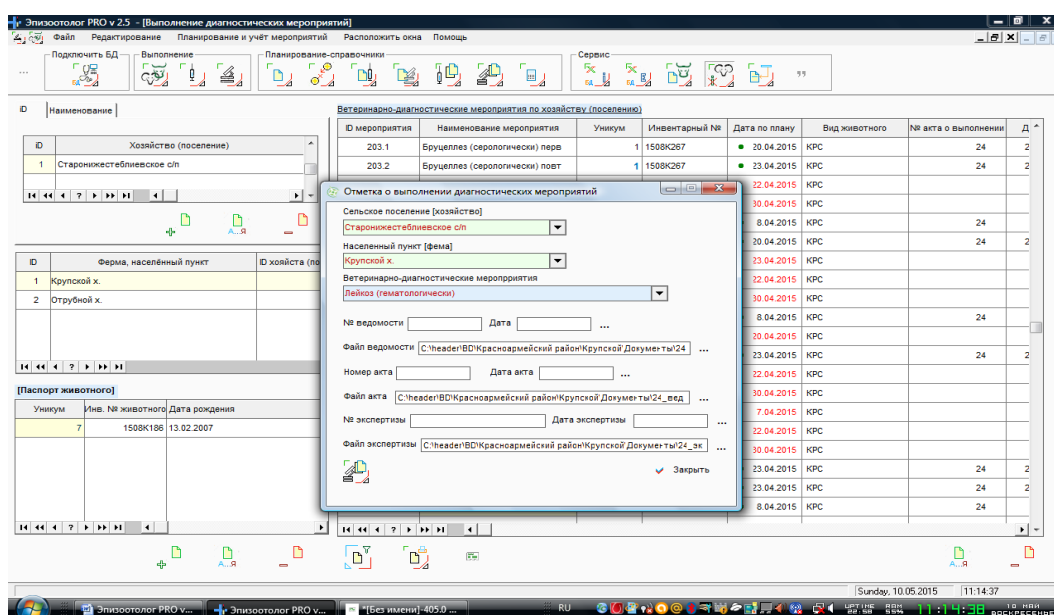 Эпизоотолог PRO v 2.5 - [Выполнение диагностических мероприятий]
Файл Редактирование Планирование и учёт мероприятий Расположить окна Помощь
Подключить БД Выполнение Планирование-справочники Сервис
ID Наименование
Ветеринарно-диагностические мероприятия по хозяйству (поселению)
ID мероприятия Наименование мероприятия Уникум Инвентарный № Дата по плану Вид животного № акта о выполнении Д
203.1 Бруцеллез (серологически) перв 1 1508К267 20.04.2015 КРС 24 2
203.2 Бруцеллез (серологически) повт 1 1508К267 23.04.2015 КРС 24 2
22.04.2015 КРС
30.04.2015 КРС
8.04.2015 КРС 24
20.04.2015 КРС 24 2
23.04.2015 КРС
22.04.2015 КРС
30.04.2015 КРС
8.04.2015 КРС 24
20.04.2015 КРС
23.04.2015 КРС 24 2
22.04.2015 КРС
30.04.2015 КРС
7.04.2015 КРС
22.04.2015 КРС
30.04.2015 КРС
23.04.2015 КРС 24 2
23.04.2015 КРС 24 2
8.04.2015 КРС 24
ID Хозяйство (поселение)
1 Старонижестеблиевское с/п
А...Я
ID Ферма, населённый пункт ID хозяйста (по
1 Крупской х.
2 Отрубной х.
[Паспорт животного]
Уникум Инв. № животного Дата рождения
7 1508К186 13.02.2007
А...Я
А...Я
Отметка о выполнении диагностических мероприятий
Сельское поселение [хозяйство]
Старонижестеблиевское с/п
Населенный пункт [фема]
Крупской х.
Ветеринарно-диагностические меропрриятия
Лейкоз (гематологически)
№ ведомости Дата ...
Файл ведомости C:\header\BD\Красноармейский район\Крупской\Документы\24 ...
Номер акта Дата акта ...
Файл акта C:\header\BD\Красноармейский район\Крупской\Документы\24_вед ...
№ экспертизы Дата экспертизы ...
Файл экспертизы C:\header\BD\Красноармейский район\Крупской\Документы\24_эк ...
Закрыть
Sunday, 10.05.2015 11:14:37
Эпизоотолог PRO v... Эпизоотолог PRO v... *[Без имени]-405.0 ... RU 11:14:38